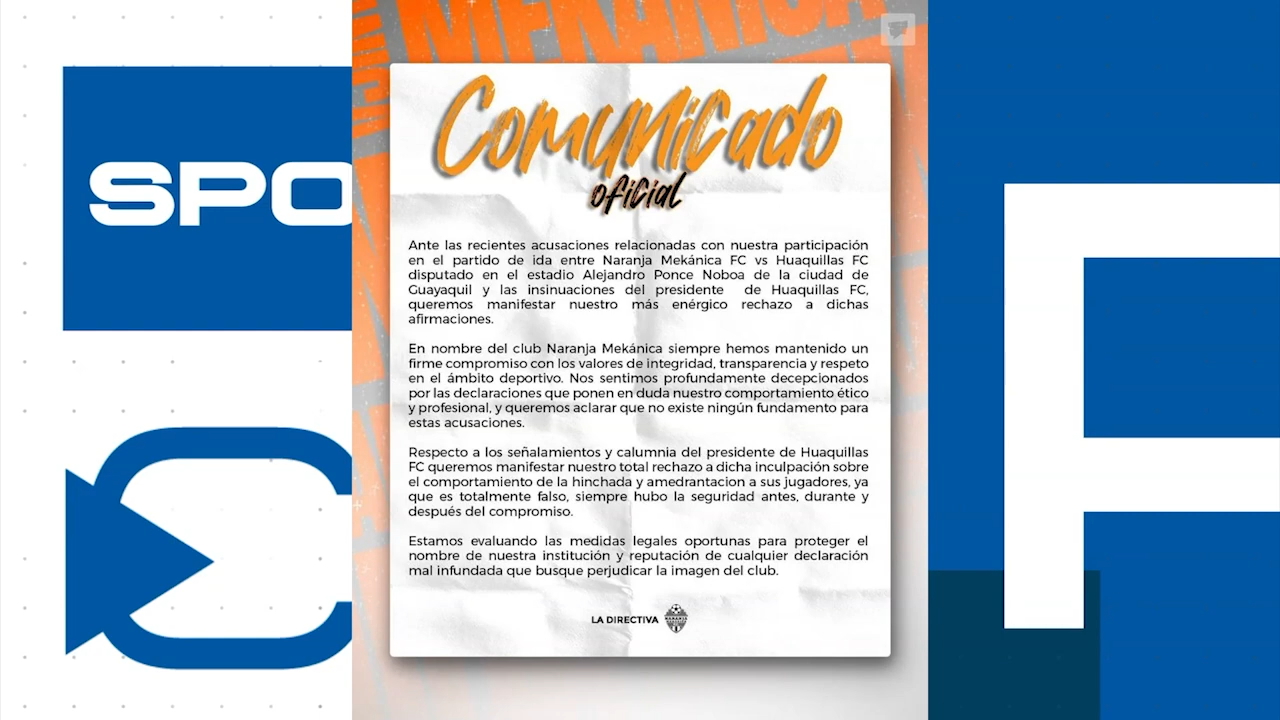 MEKÁNICA
SPO
Comunicado
oficial
Ante las recientes acusaciones relacionadas con nuestra participación
en el partido de ida entre Naranja Mekánica FC vs Huaquillas FC
disputado en el estadio Alejandro Ponce Noboa de la ciudad de
Guayaquil y las insinuaciones del presidente de Huaquillas FC,
queremos manifestar nuestro más enérgico rechazo a dichas
afirmaciones.
En nombre del club Naranja Mekánica siempre hemos mantenido un
firme compromiso con los valores de integridad, transparencia y respeto
en el ámbito deportivo. Nos sentimos profundamente decepcionados
por las declaraciones que ponen en duda nuestro comportamiento ético
y profesional, y queremos aclarar que no existe ningún fundamento para
estas acusaciones.
Respecto a los señalamientos y calumnia del presidente de Huaquillas
FC queremos manifestar nuestro total rechazo a dicha inculpación sobre
el comportamiento de la hinchada y amedrantacion a sus jugadores, ya
que es totalmente falso, siempre hubo la seguridad antes, durante y
después del compromiso.
Estamos evaluando las medidas legales oportunas para proteger el
nombre de nuestra institución y reputación de cualquier declaración
mal infundada que busque perjudicar la imagen del club.
LA DIRECTIVA
F